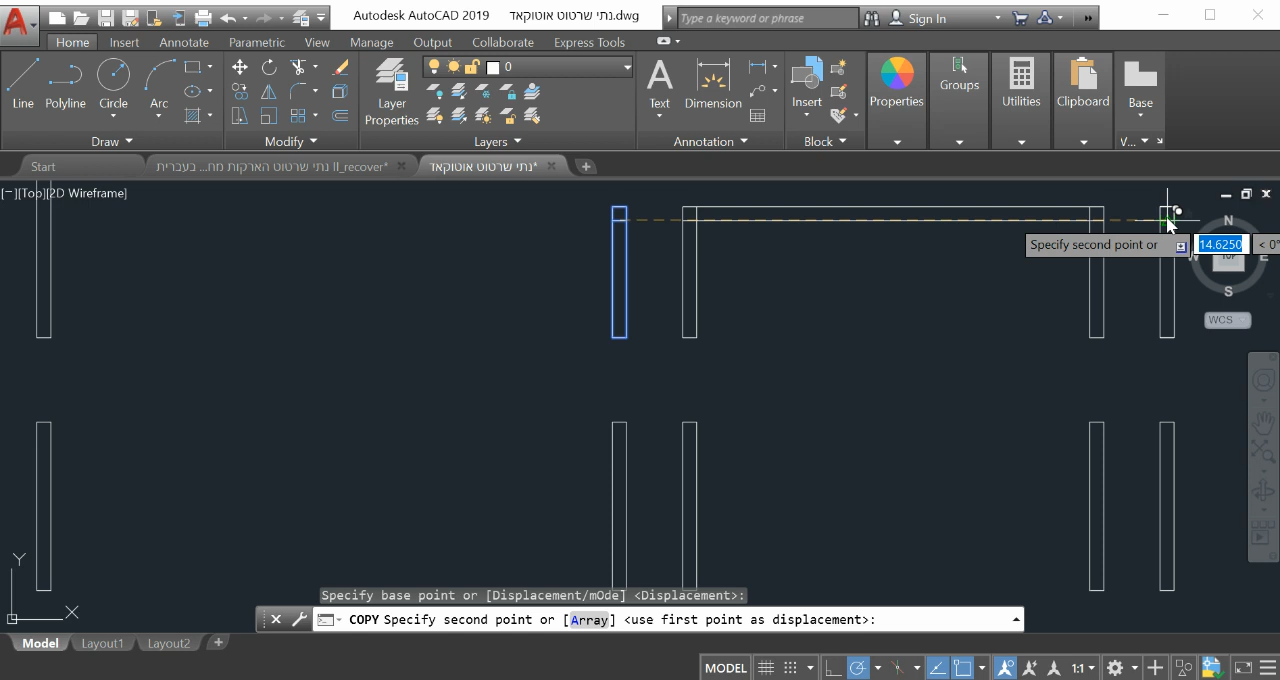 Autodesk AutoCAD 2019 נתי שרטוט אוטוקאד.dwg
Type a keyword or phrase
Sign In
Home Insert Annotate Parametric View Manage Output Collaborate Express Tools
0
Line Polyline Circle Arc
Layer Properties
Text Dimension
Insert
Properties
Groups
Utilities
Clipboard
Base
Draw Modify Layers Annotation Block V...
Start
נתי שרטוט הארקות מח... בעברית II_recover*
נתי שרטוט אוטוקאד*
[-][Top][2D Wireframe]
N
Specify second point or 14.6250 < 0°
W TOP E
S
WCS
Y
X
Specify base point or [Displacement/mOde] <Displacement>:
COPY Specify second point or [Array] <use first point as displacement>:
Model Layout1 Layout2
MODEL 1:1